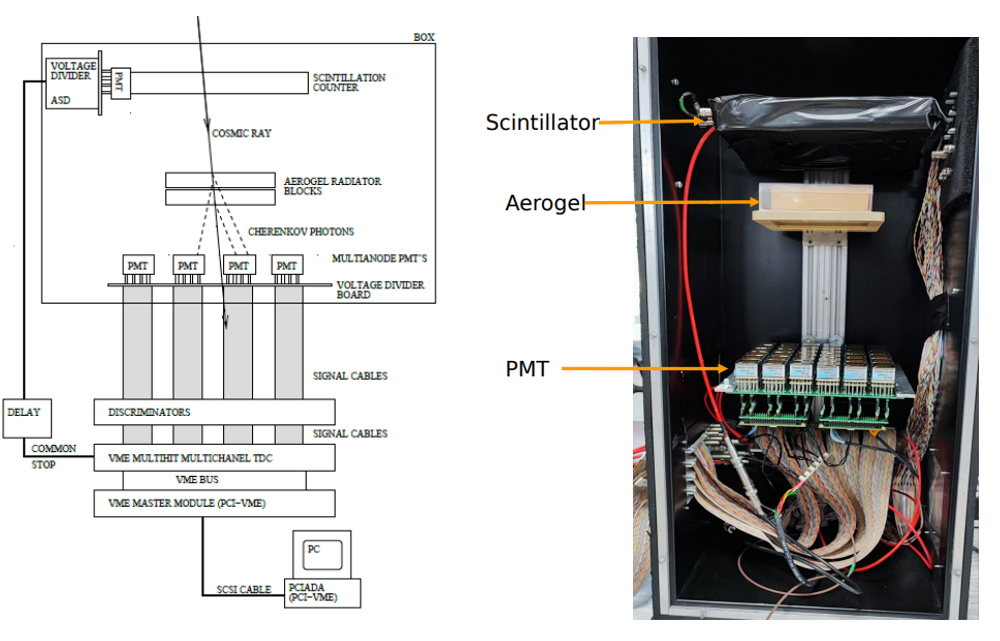 BOX
VOLTAGE
DIVIDER
ASD
PMT
SCINTILLATION
COUNTER
COSMIC RAY
AEROGEL RADIATOR
BLOCKS
CHERENKOV PHOTONS
MULTIANODE PMT'S
PMT
PMT
PMT
PMT
VOLTAGE DIVIDER
BOARD
SIGNAL CABLES
DELAY
DISCRIMINATORS
SIGNAL CABLES
COMMON
STOP
VME MULTIHIT MULTICHANEL TDC
VME BUS
VME MASTER MODULE (PCI-VME)
PC
SCSI CABLE
PCIADA
(PCI-VME)
Scintillator
Aerogel
PMT